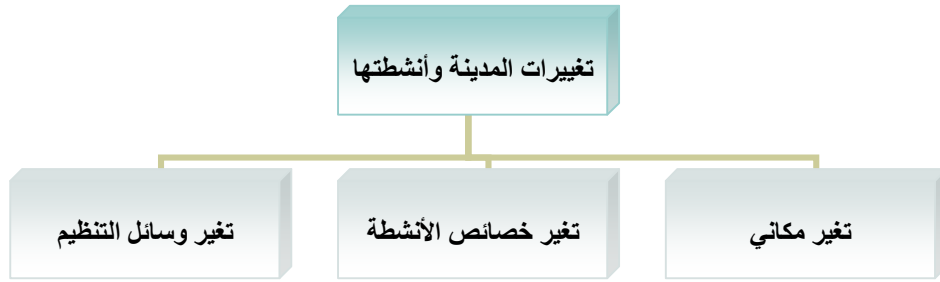 تغييرات المدينة وأنشطتها
تغير مكاني
تغير خصائص الأنشطة
تغير وسائل التنظيم